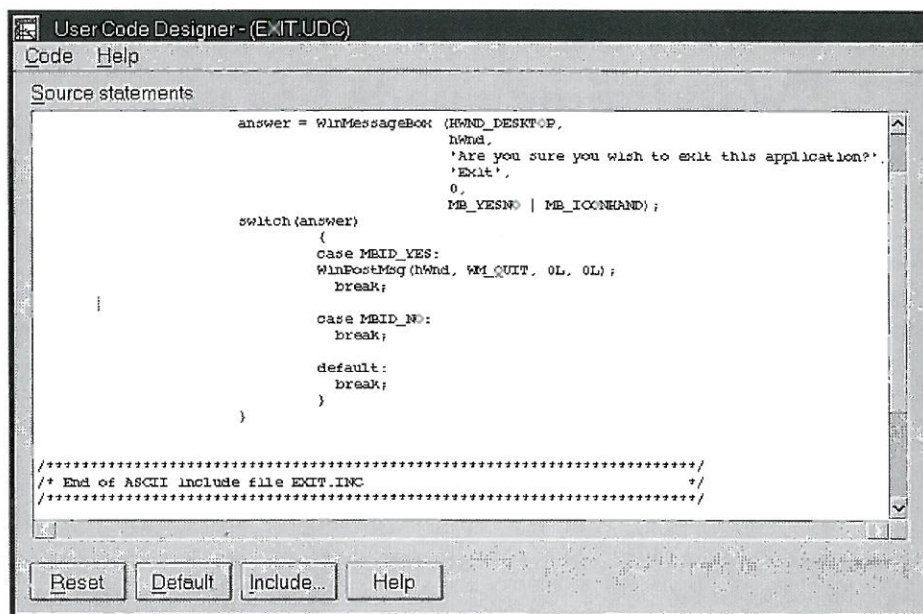 User Code Designer - (EXIT.UDC)
Code Help
Source statements
answer = WinMessageBox (HWND_DESKTOP,
hWnd,
'Are you sure you wish to exit this application?',
'Exit',
0,
MB_YESNO | MB_ICONHAND);
switch(answer)
{
case MBID_YES:
WinPostMsg(hWnd, WM_QUIT, 0L, 0L);
break;
case MBID_NO:
break;
default:
break;
}
}
/**************************************************************************/
/* End of ASCII include file EXIT.INC */
/**************************************************************************/
Reset Default Include... Help